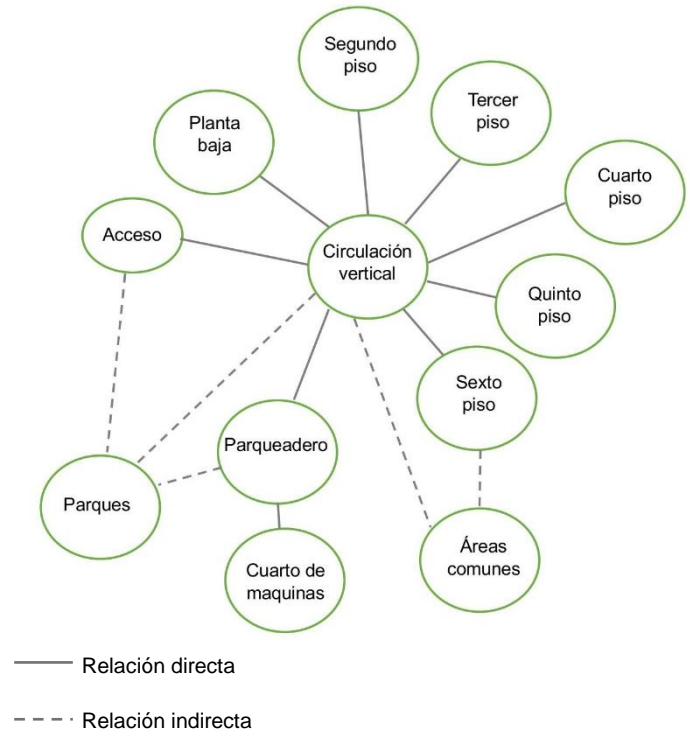 Segundo
piso
Tercer
piso
Planta
baja
Cuarto
piso
Acceso
Circulación
vertical
Quinto
piso
Sexto
piso
Parqueadero
Parques
Áreas
comunes
Cuarto de
maquinas
Relación directa
Relación indirecta